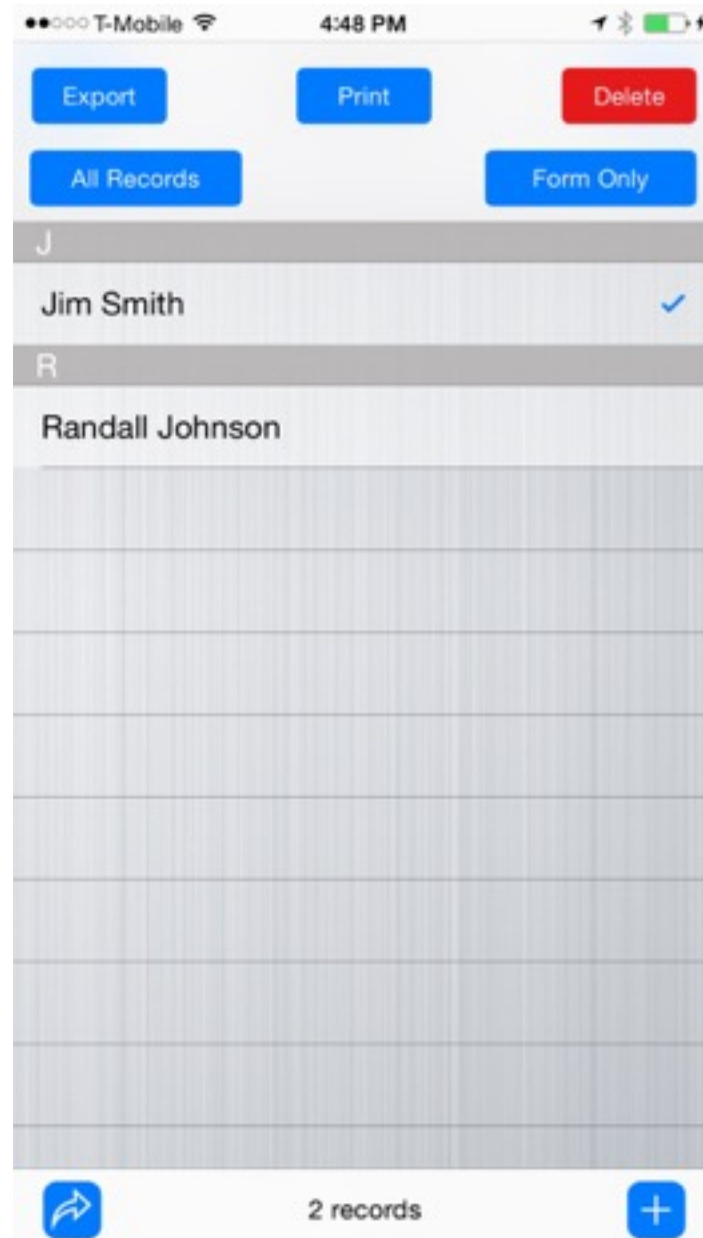 T-Mobile 4:48 PM
Export Print Delete
All Records Form Only
J
Jim Smith
R
Randall Johnson
2 records